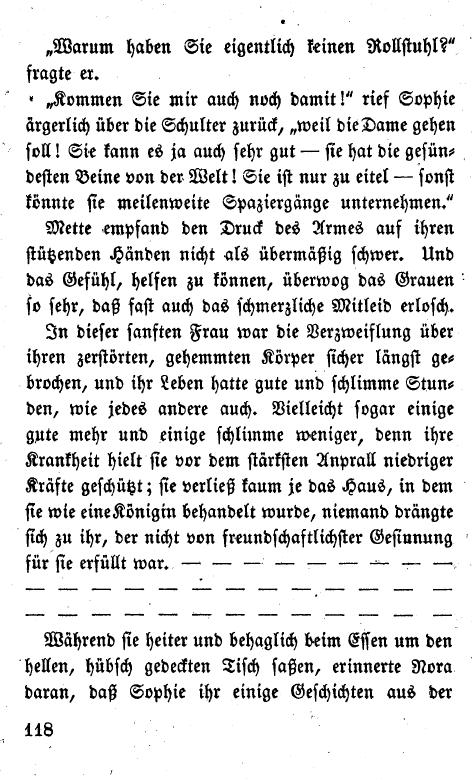 „Warum haben Sie eigentlich keinen Rollstuhl?“
fragte er.
„Kommen Sie mir auch noch damit!“ rief Sophie
ärgerlich über die Schulter zurück, „weil die Dame gehen
soll! Sie kann es ja auch sehr gut — sie hat die gesün-
desten Beine von der Welt! Sie ist nur zu eitel — sonst
könnte sie meilenweite Spaziergänge unternehmen.“
Mette empfand den Druck des Armes auf ihren
stützenden Händen nicht als übermäßig schwer. Und
das Gefühl, helfen zu können, überwog das Grauen
so sehr, daß fast auch das schmerzliche Mitleid erlosch.
In dieser sanften Frau war die Verzweiflung über
ihren zerstörten, gehemmten Körper sicher längst ge-
brochen, und ihr Leben hatte gute und schlimme Stun-
den, wie jedes andere auch. Vielleicht sogar einige
gute mehr und einige schlimme weniger, denn ihre
Krankheit hielt sie vor dem stärksten Anprall niedriger
Kräfte geschützt; sie verließ kaum je das Haus, in dem
sie wie eine Königin behandelt wurde, niemand drängte
sich zu ihr, der nicht von freundschaftlichster Gesinnung
für sie erfüllt war. — — — — — — — — — —
— — — — — — — — — — — — — — —
— — — — — — — — — — — — — — —
Während sie heiter und behaglich beim Essen um den
hellen, hübsch gedeckten Tisch saßen, erinnerte Nora
daran, daß Sophie ihr einige Geschichten aus der
118